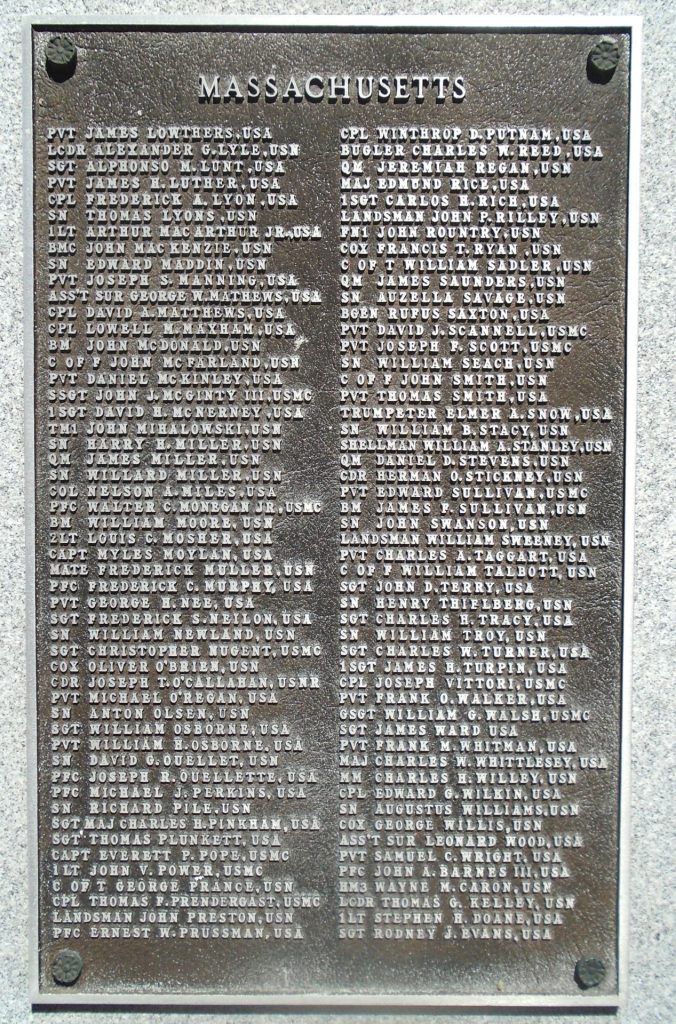 MASSACHUSETTS
PVT JAMES LOWTHERS, USA
LCDR ALEXANDER G. LYLE, USN
SGT ALPHONSO M. LUNT, USA
PVT JAMES H. LUTHER, USA
CPL FREDERICK A. LYON, USA
SN THOMAS LYONS, USN
1LT ARTHUR MACARTHUR JR., USA
BMC JOHN MAC KENZIE, USN
SN EDWARD MADDIN, USN
PVT JOSEPH S. MANNING, USA
ASS'T SUR GEORGE W. MATHEWS, USA
CPL DAVID A. MATTHEWS, USA
CPL LOWELL M. MAXHAM, USA
BM JOHN MCDONALD, USN
C OF F JOHN MCFARLAND, USN
PVT DANIEL MCKINLEY, USA
SSGT JOHN J. MCGINTY III, USMC
1SGT DAVID H. MCNERNEY, USA
TM1 JOHN MIHALOWSKI, USN
SN HARRY H. MILLER, USN
QM JAMES MILLER, USN
SN WILLARD MILLER, USN
COL NELSON A. MILES, USA
PFC WALTER C. MONEGAN JR, USMC
BM WILLIAM MOORE, USN
2LT LOUIS C. MOSHER, USA
CAPT MYLES MOYLAN, USA
MATE FREDERICK MULLER, USN
PFC FREDERICK C. MURPHY, USA
PVT GEORGE H. NEE, USA
SGT FREDERICK S. NEILON, USA
SN WILLIAM NEWLAND, USN
SGT CHRISTOPHER NUGENT, USMC
COX OLIVER O'BRIEN, USN
CDR JOSEPH T. O'CALLAHAN, USNR
PVT MICHAEL O'REGAN, USA
SN ANTON OLSEN, USN
SGT WILLIAM OSBORNE, USA
PVT WILLIAM H. OSBORNE, USA
SN DAVID G. OUELLET, USN
PFC JOSEPH R. OUELLETTE, USA
PFC MICHAEL J. PERKINS, USA
SN RICHARD PILE, USN
SGT MAJ CHARLES H. PINKHAM, USA
SGT THOMAS PLUNKETT, USA
CAPT EVERETT P. POPE, USMC
1LT JOHN V. POWER, USMC
C OF T GEORGE PRANCE, USN
CPL THOMAS F. PRENDERGAST, USMC
LANDSMAN JOHN PRESTON, USN
PFC ERNEST W. PRUSSMAN, USA
CPL WINTHROP D. PUTNAM, USA
BUGLER CHARLES W. REED, USA
QM JEREMIAH REGAN, USN
MAJ EDMUND RICE, USA
1SGT CARLOS H. RICH, USA
LANDSMAN JOHN P. RILLEY, USN
FN1 JOHN ROUNTRY, USN
COX FRANCIS T. RYAN, USN
C OF T WILLIAM SADLER, USN
QM JAMES SAUNDERS, USN
SN AUZELLA SAVAGE, USN
BGEN RUFUS SAXTON, USA
PVT DAVID J. SCANNELL, USMC
PVT JOSEPH F. SCOTT, USMC
SN WILLIAM SEACH, USN
C OF F JOHN SMITH, USN
PVT THOMAS SMITH, USA
TRUMPETER ELMER A. SNOW, USA
SN WILLIAM B. STACY, USN
SHELLMAN WILLIAM A. STANLEY, USN
QM DANIEL D. STEVENS, USN
CDR HERMAN O. STICKNEY, USN
PVT EDWARD SULLIVAN, USMC
BM JAMES F. SULLIVAN, USN
SN JOHN SWANSON, USN
LANDSMAN WILLIAM SWEENEY, USN
PVT CHARLES A. TAGGART, USA
C OF F WILLIAM TALBOTT, USN
SGT JOHN D. TERRY, USA
SN HENRY THIFLBERG, USN
SGT CHARLES H. TRACY, USA
SN WILLIAM TROY, USN
SGT CHARLES W. TURNER, USA
1SGT JAMES H. TURPIN, USA
CPL JOSEPH VITTORI, USMC
PVT FRANK O. WALKER, USA
GSGT WILLIAM G. WALSH, USMC
SGT JAMES WARD USA
PVT FRANK M. WHITMAN, USA
MAJ CHARLES W. WHITTLESEY, USA
MM CHARLES H. WILLEY, USN
CPL EDWARD G. WILKIN, USA
SN AUGUSTUS WILLIAMS, USN
COX GEORGE WILLIS, USN
ASS'T SUR LEONARD WOOD, USA
PVT SAMUEL C. WRIGHT, USA
PFC JOHN A. BARNES III, USA
HM3 WAYNE M. CARON, USN
LCDR THOMAS G. KELLEY, USN
1LT STEPHEN H. DOANE, USA
SGT RODNEY J. EVANS, USA